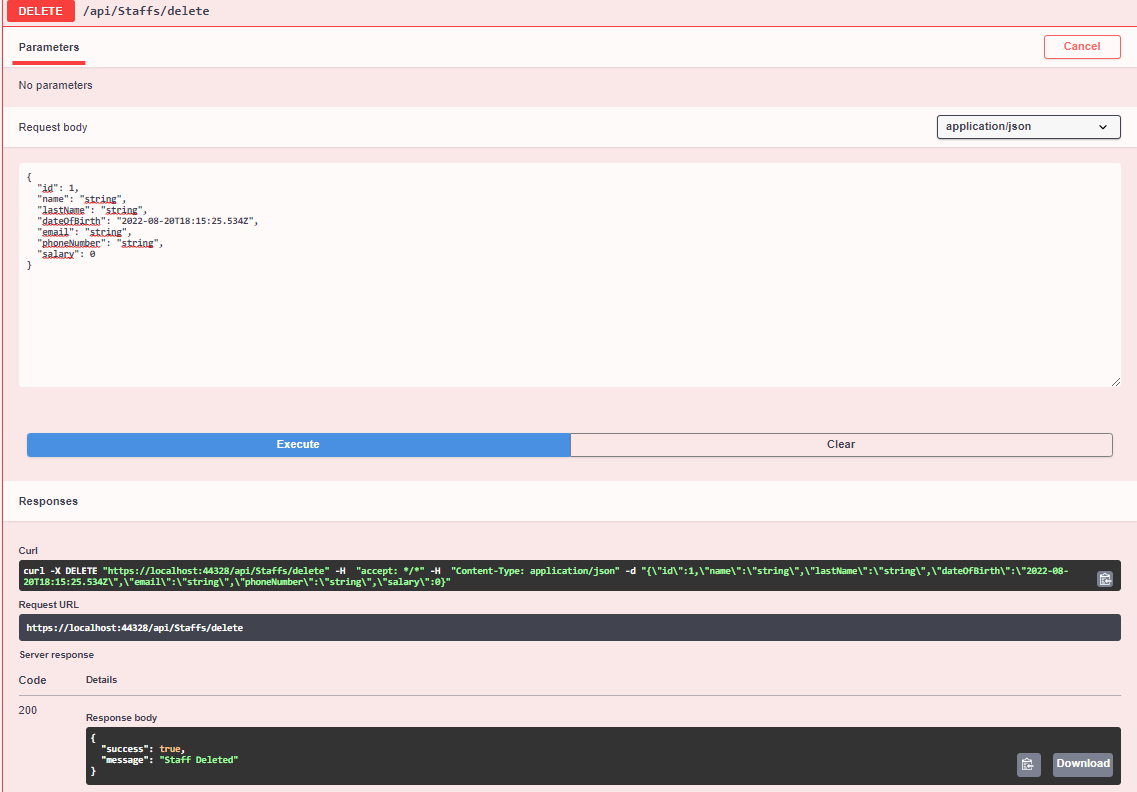 DELETE /api/Staffs/delete
Parameters
Cancel
No parameters
Request body
application/json
{
  "id": 1,
  "name": "string",
  "lastName": "string",
  "dateOfBirth": "2022-08-20T18:15:25.534Z",
  "email": "string",
  "phoneNumber": "string",
  "salary": 0
}
Execute
Clear
Responses
Curl
curl -X DELETE "https://localhost:44328/api/Staffs/delete" -H  "accept: */*" -H  "Content-Type: application/json" -d "{\"id\":1,\"name\":\"string\",\"lastName\":\"string\",\"dateOfBirth\":\"2022-08-
20T18:15:25.534Z\",\"email\":\"string\",\"phoneNumber\":\"string\",\"salary\":0}"
Request URL
https://localhost:44328/api/Staffs/delete
Server response
Code Details
200
Response body
{
  "success": true,
  "message": "Staff Deleted"
}
Download